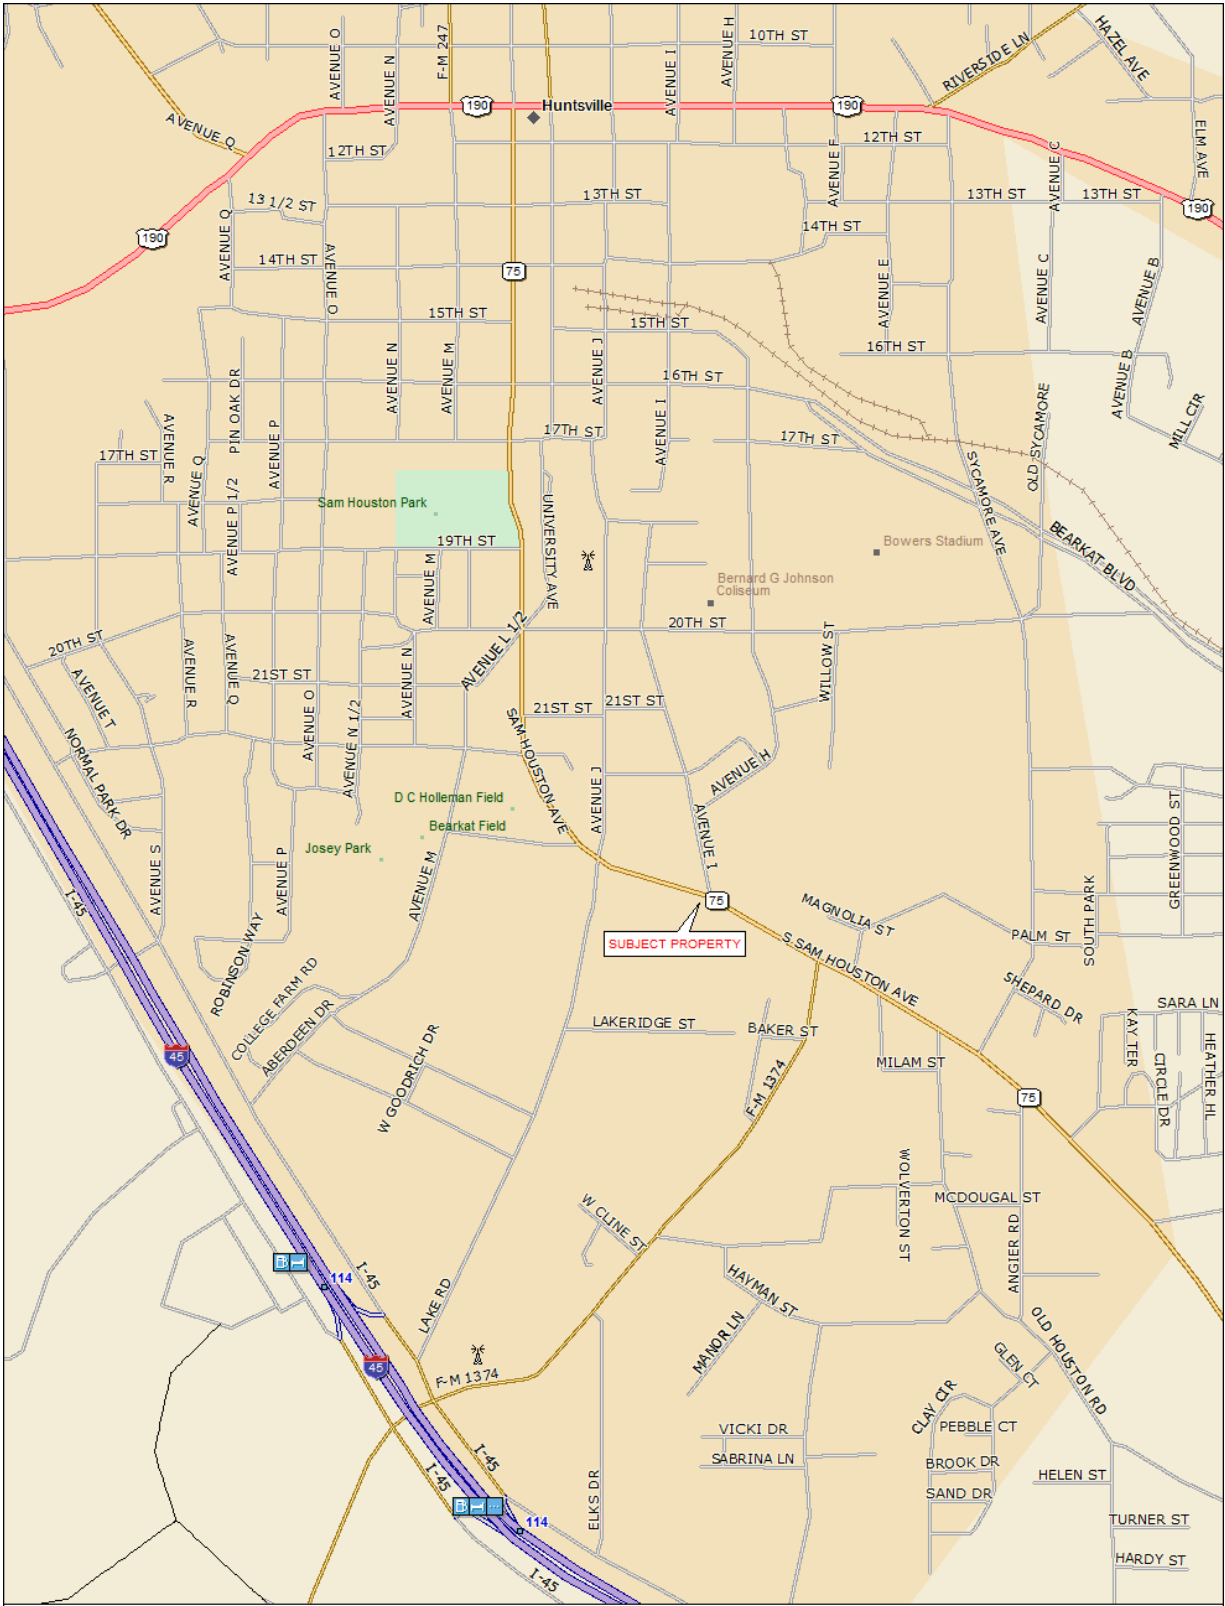 AVENUE O
AVENUE N
F-M 247
AVENUE I
AVENUE H
10TH ST
RIVERSIDE LN
HAZEL AVE
190
Huntsville
190
AVENUE Q
12TH ST
AVENUE F
12TH ST
AVENUE C
ELM AVE
13 1/2 ST
13TH ST
13TH ST
13TH ST
190
190
AVENUE Q
14TH ST
AVENUE O
75
14TH ST
AVENUE E
AVENUE C
AVENUE B
15TH ST
15TH ST
AVENUE N
AVENUE M
AVENUE J
16TH ST
16TH ST
AVENUE B
PIN OAK DR
AVENUE P
AVENUE R
17TH ST
AVENUE Q
AVENUE P 1/2
17TH ST
AVENUE I
17TH ST
OLD SYCAMORE
MILL CIR
SYCAMORE AVE
Sam Houston Park
UNIVERSITY AVE
19TH ST
AVENUE M
Bowers Stadium
BEARKAT BLVD
Bernard G Johnson
Coliseum
20TH ST
AVENUE T
AVENUE R
AVENUE Q
21ST ST
AVENUE O
AVENUE N
AVENUE N 1/2
AVENUE L 1/2
20TH ST
WILLOW ST
21ST ST
21ST ST
SAM HOUSTON AVE
NORMAL PARK DR
AVENUE J
AVENUE H
AVENUE I
D C Holleman Field
Bearkat Field
Josey Park
AVENUE S
AVENUE P
AVENUE M
GREENWOOD ST
I-45
75
SUBJECT PROPERTY
MAGNOLIA ST
PALM ST
SOUTH PARK
S SAM HOUSTON AVE
ROBINSON WAY
COLLEGE FARM RD
ABERDEEN DR
SHEPARD DR
SARA LN
LAKERIDGE ST
BAKER ST
KAY TER
CIRCLE DR
HEATHER HL
45
W GOODRICH DR
F-M 1374
MILAM ST
75
WOLVERTON ST
MCDOUGAL ST
ANGIER RD
W CLINE ST
B I
114
I-45
LAKE RD
HAYMAN ST
MANOR LN
OLD HOUSTON RD
GLEN CT
45
F-M 1374
CLAY CIR
PEBBLE CT
VICKI DR
SABRINA LN
BROOK DR
SAND DR
HELEN ST
I-45
I-45
B I ...
114
ELKS DR
TURNER ST
HARDY ST
I-45